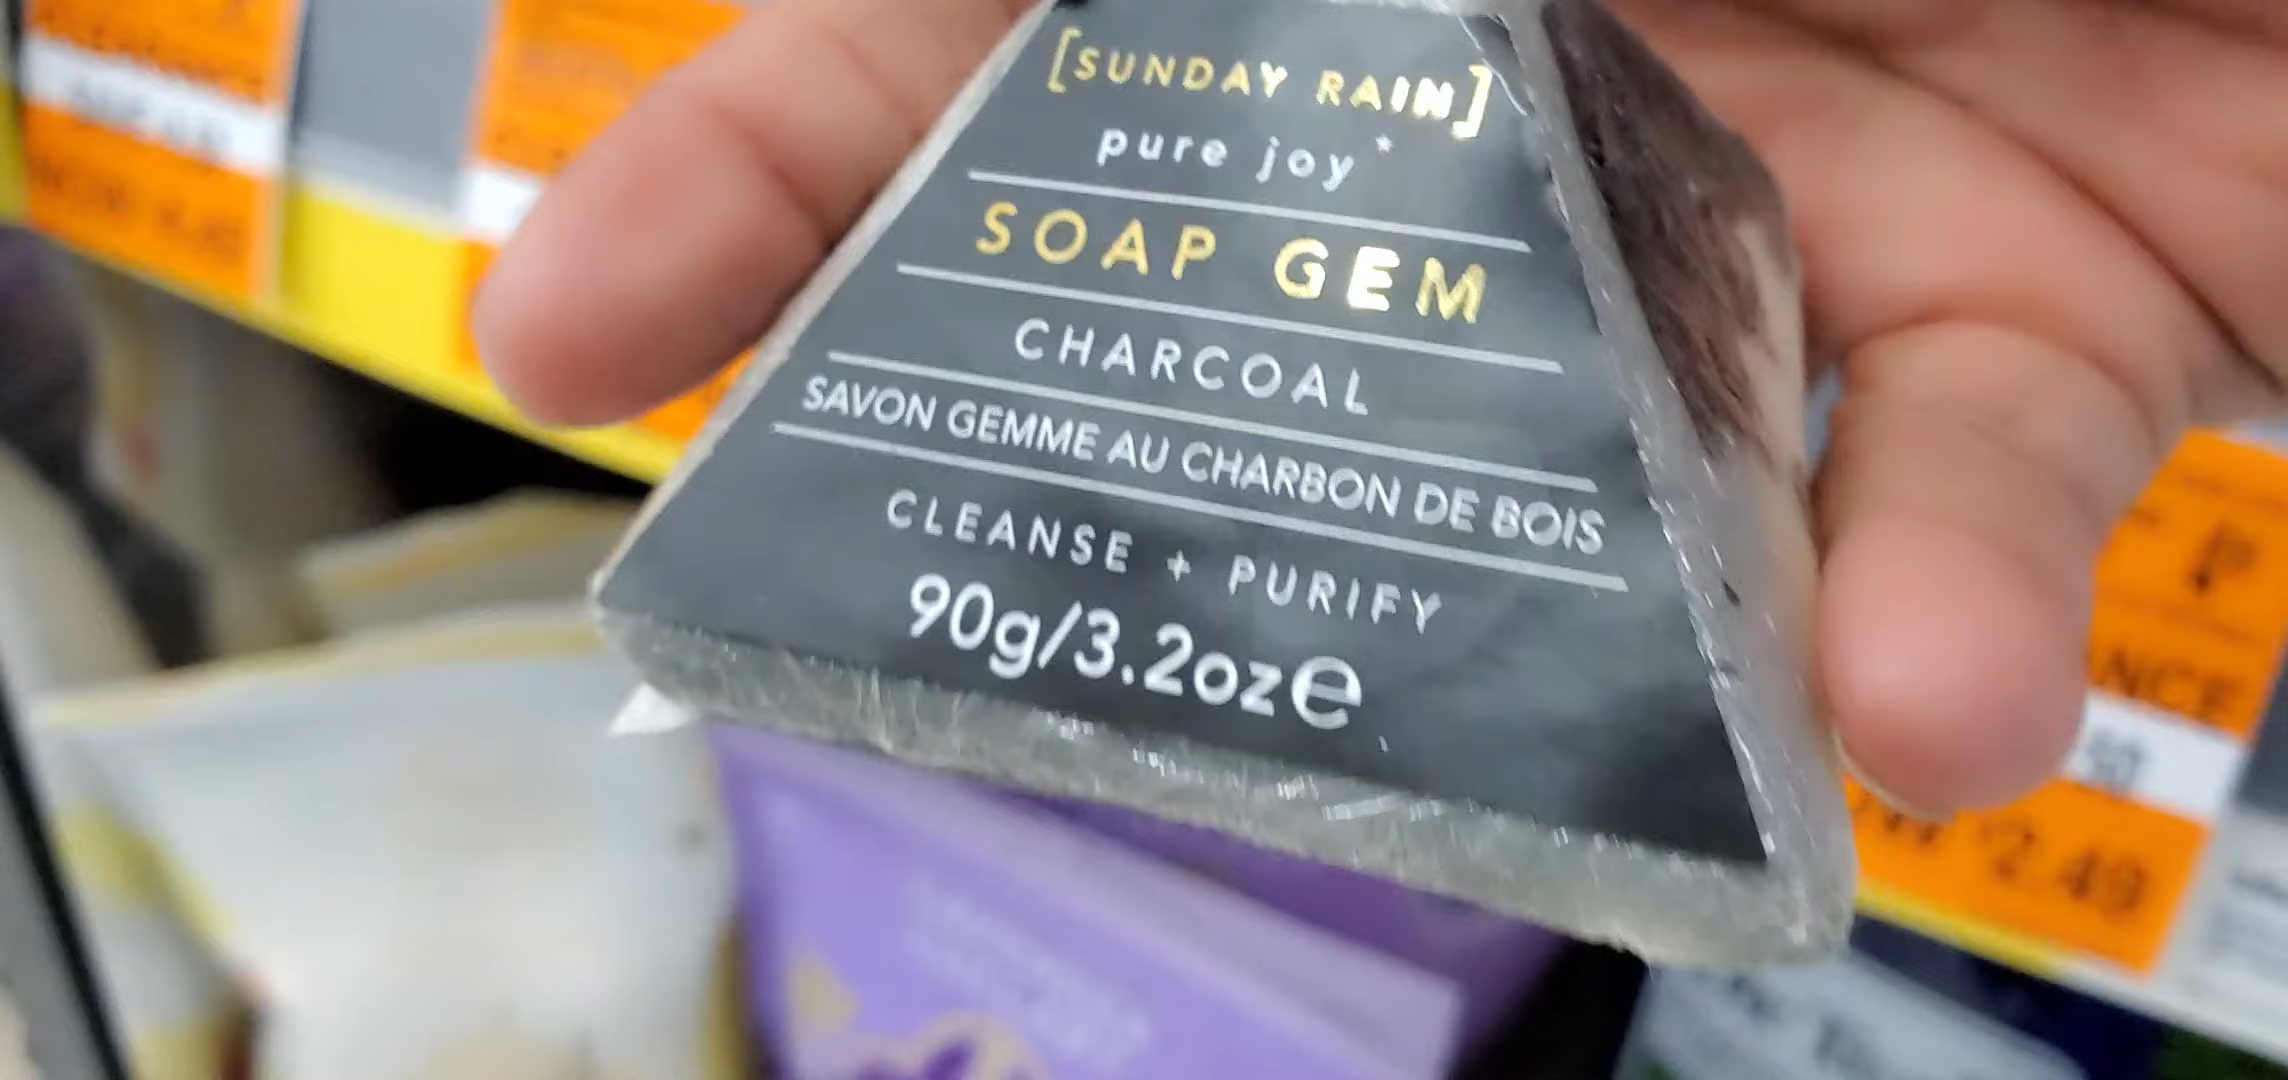 [SUNDAY RAIN]
pure joy*
SOAP GEM
CHARCOAL
SAVON GEMME AU CHARBON DE BOIS
CLEANSE + PURIFY
90g/3.2oz℮
2.49